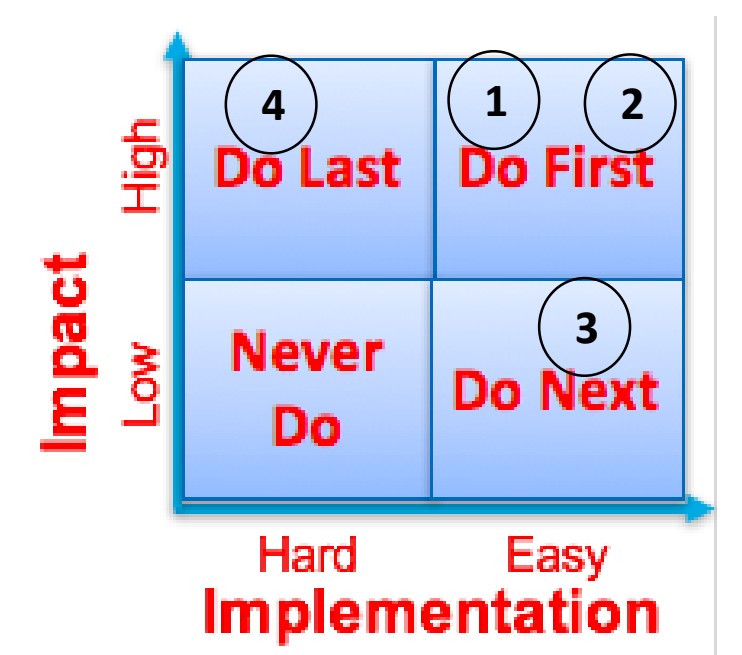 4
1
2
Do Last
Do First
High
3
Never
Do
Do Next
Low
Impact
Hard
Easy
Implementation